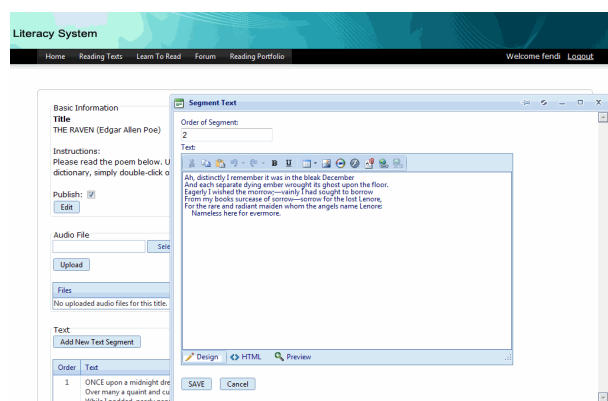 Literacy System
Home Reading Texts Learn To Read Forum Reading Portfolio
Welcome fendi Logout
Basic Information
Title
THE RAVEN (Edgar Allen Poe)
Instructions:
Please read the poem below. U
dictionary, simply double-click o
Publish:
Edit
Audio File
Sele
Upload
Files
No uploaded audio files for this title.
Text
Add New Text Segment
Order Text
1 ONCE upon a midnight dre
Over many a quaint and cu
While I nodded, nearly nap
Segment Text
Order of Segment:
2
Text:
B U
Ah, distinctly I remember it was in the bleak December
And each separate dying ember wrought its ghost upon the floor.
Eagerly I wished the morrow;—vainly I had sought to borrow
From my books surcease of sorrow—sorrow for the lost Lenore,
For the rare and radiant maiden whom the angels name Lenore:
Nameless here for evermore.
Design HTML Preview
SAVE Cancel